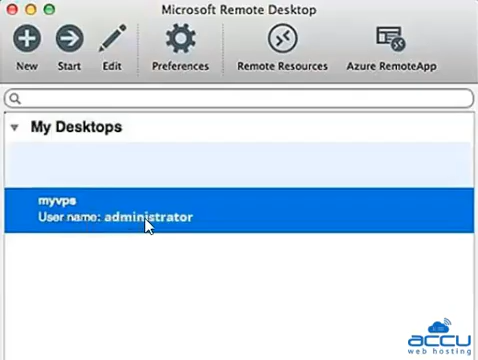 Microsoft Remote Desktop
New Start Edit Preferences Remote Resources Azure RemoteApp
My Desktops
myvps
User name: administrator
accu
web hosting